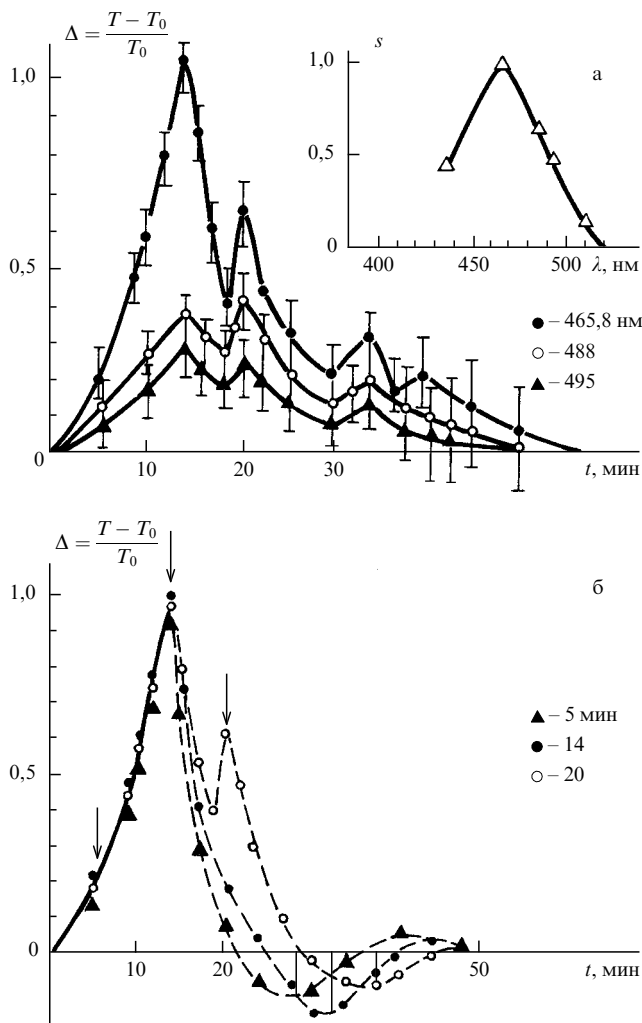 Δ = (T − T₀)/T₀
1,0
0,5
0
10
20
30
t, мин
а
s
1,0
0,5
0
400
450
500
λ, нм
● – 465,8 нм
○ – 488
▲ – 495
Δ = (T − T₀)/T₀
б
1,0
0,5
0
10
20
50
t, мин
▲ – 5 мин
● – 14
○ – 20